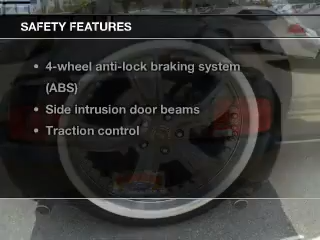 SAFETY FEATURES
• 4-wheel anti-lock braking system
(ABS)
• Side intrusion door beams
• Traction control